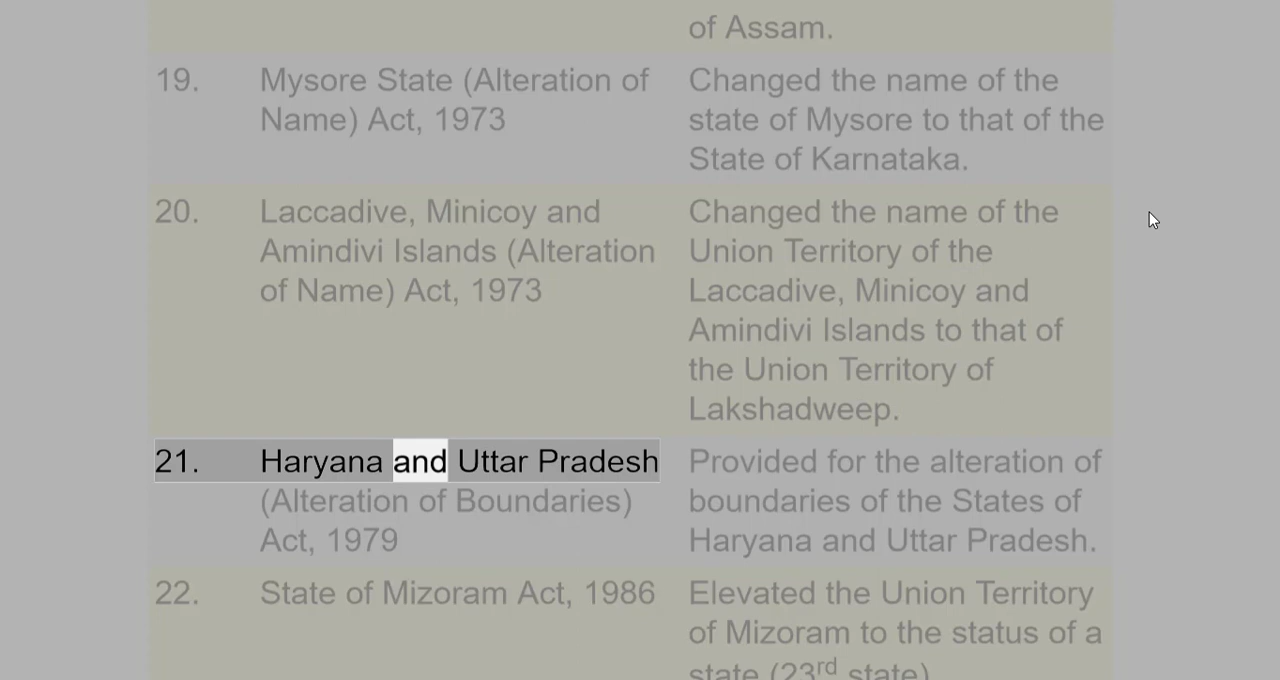 of Assam.
19. Mysore State (Alteration of Changed the name of the
Name) Act, 1973 state of Mysore to that of the
State of Karnataka.
20. Laccadive, Minicoy and Changed the name of the
Amindivi Islands (Alteration Union Territory of the
of Name) Act, 1973 Laccadive, Minicoy and
Amindivi Islands to that of
the Union Territory of
Lakshadweep.
21. Haryana and Uttar Pradesh Provided for the alteration of
(Alteration of Boundaries) boundaries of the States of
Act, 1979 Haryana and Uttar Pradesh.
22. State of Mizoram Act, 1986 Elevated the Union Territory
of Mizoram to the status of a
state (23rd state)